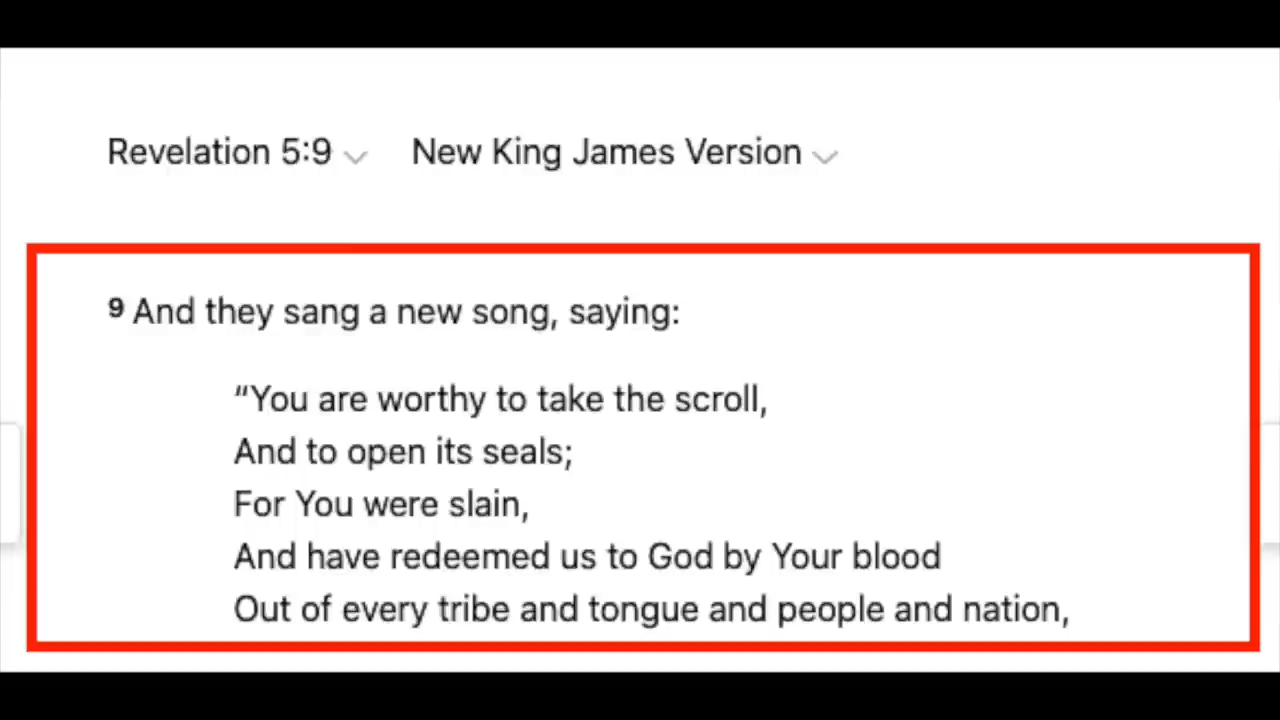 Revelation 5:9 New King James Version
9 And they sang a new song, saying:
“You are worthy to take the scroll,
And to open its seals;
For You were slain,
And have redeemed us to God by Your blood
Out of every tribe and tongue and people and nation,